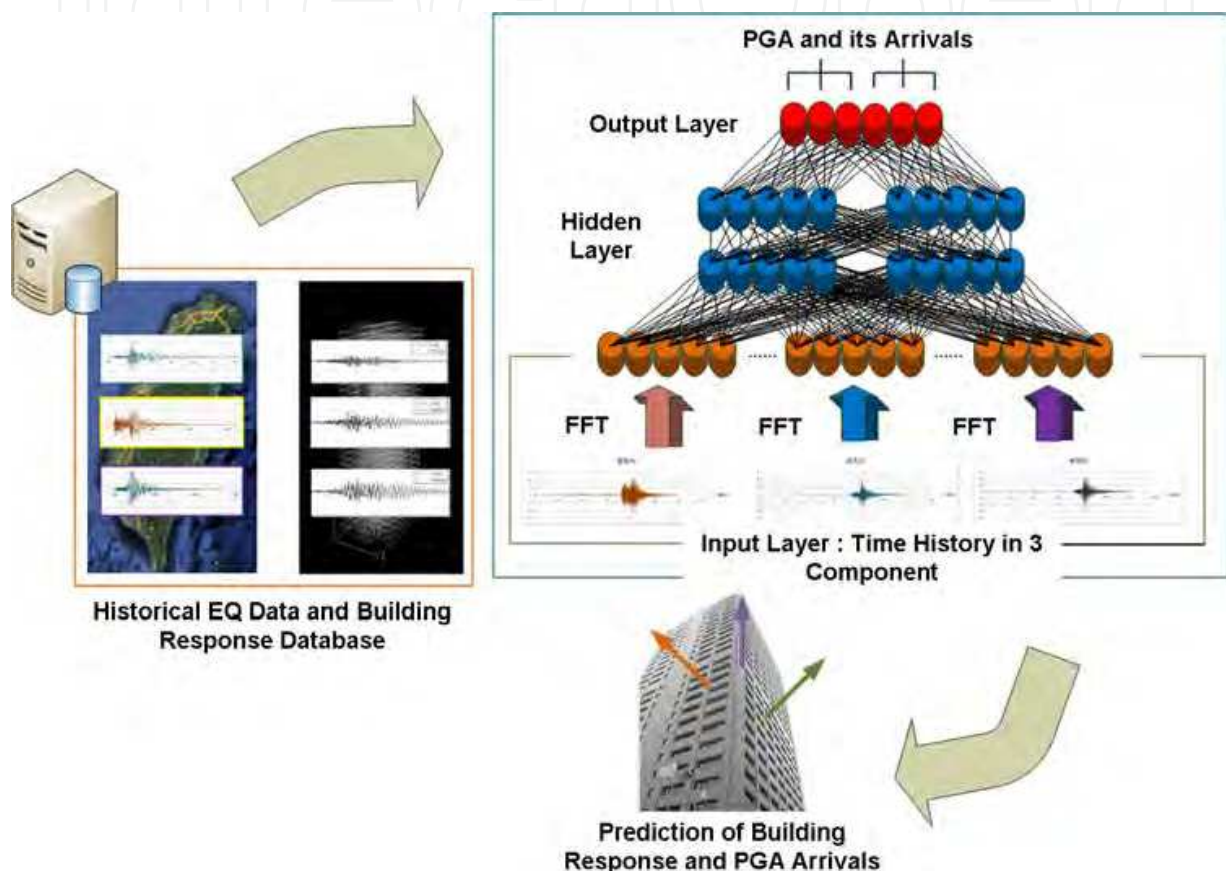 PGA and its Arrivals
Output Layer
Hidden
Layer
......
......
FFT
FFT
FFT
Input Layer : Time History in 3
Component
Historical EQ Data and Building
Response Database
Prediction of Building
Response and PGA Arrivals